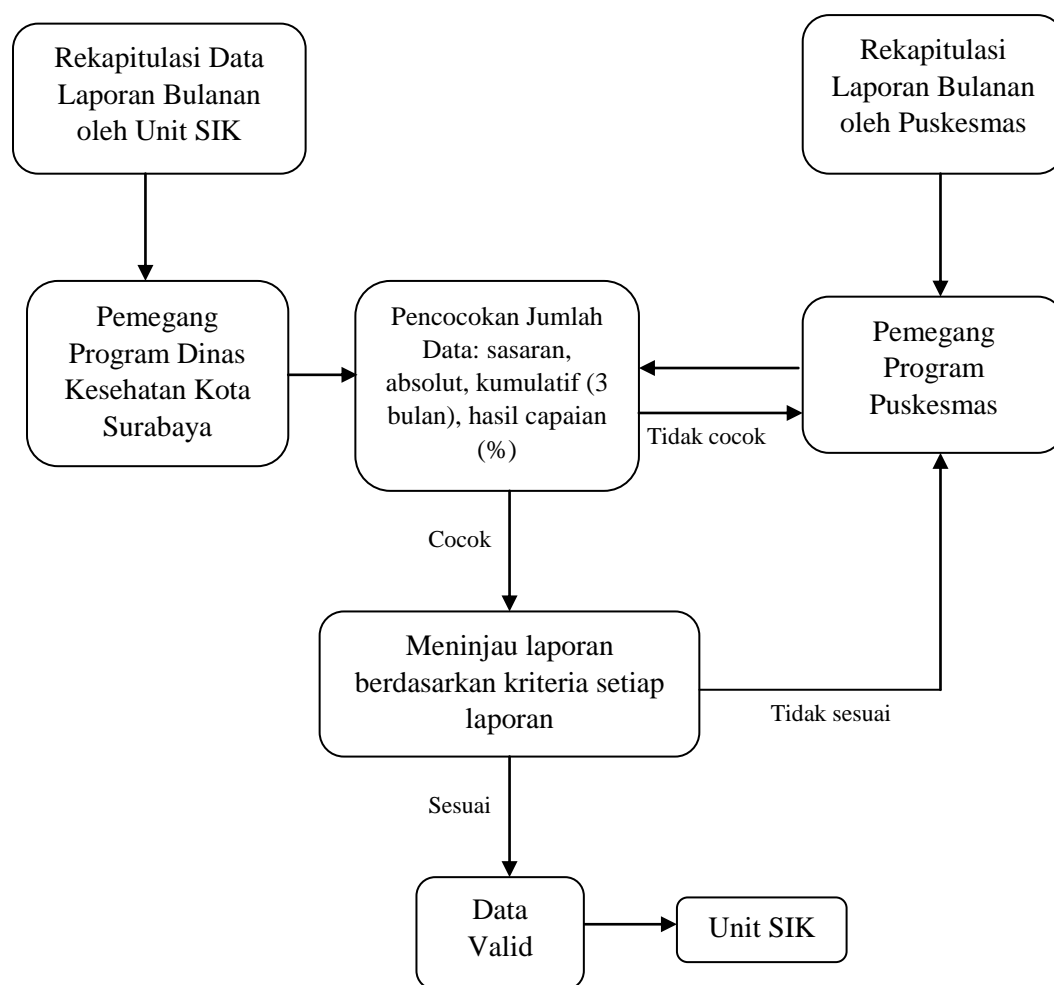 Rekapitulasi Data
Laporan Bulanan
oleh Unit SIK
Rekapitulasi
Laporan Bulanan
oleh Puskesmas
Pemegang
Program Dinas
Kesehatan Kota
Surabaya
Pencocokan Jumlah
Data: sasaran,
absolut, kumulatif (3
bulan), hasil capaian
(%)
Pemegang
Program
Puskesmas
Tidak cocok
Cocok
Meninjau laporan
berdasarkan kriteria setiap
laporan
Tidak sesuai
Sesuai
Data
Valid
Unit SIK